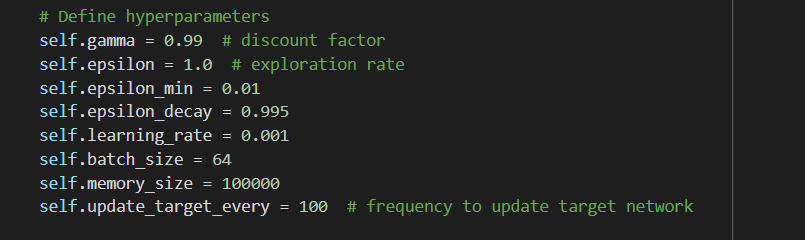 # Define hyperparameters
self.gamma = 0.99  # discount factor
self.epsilon = 1.0  # exploration rate
self.epsilon_min = 0.01
self.epsilon_decay = 0.995
self.learning_rate = 0.001
self.batch_size = 64
self.memory_size = 100000
self.update_target_every = 100  # frequency to update target network